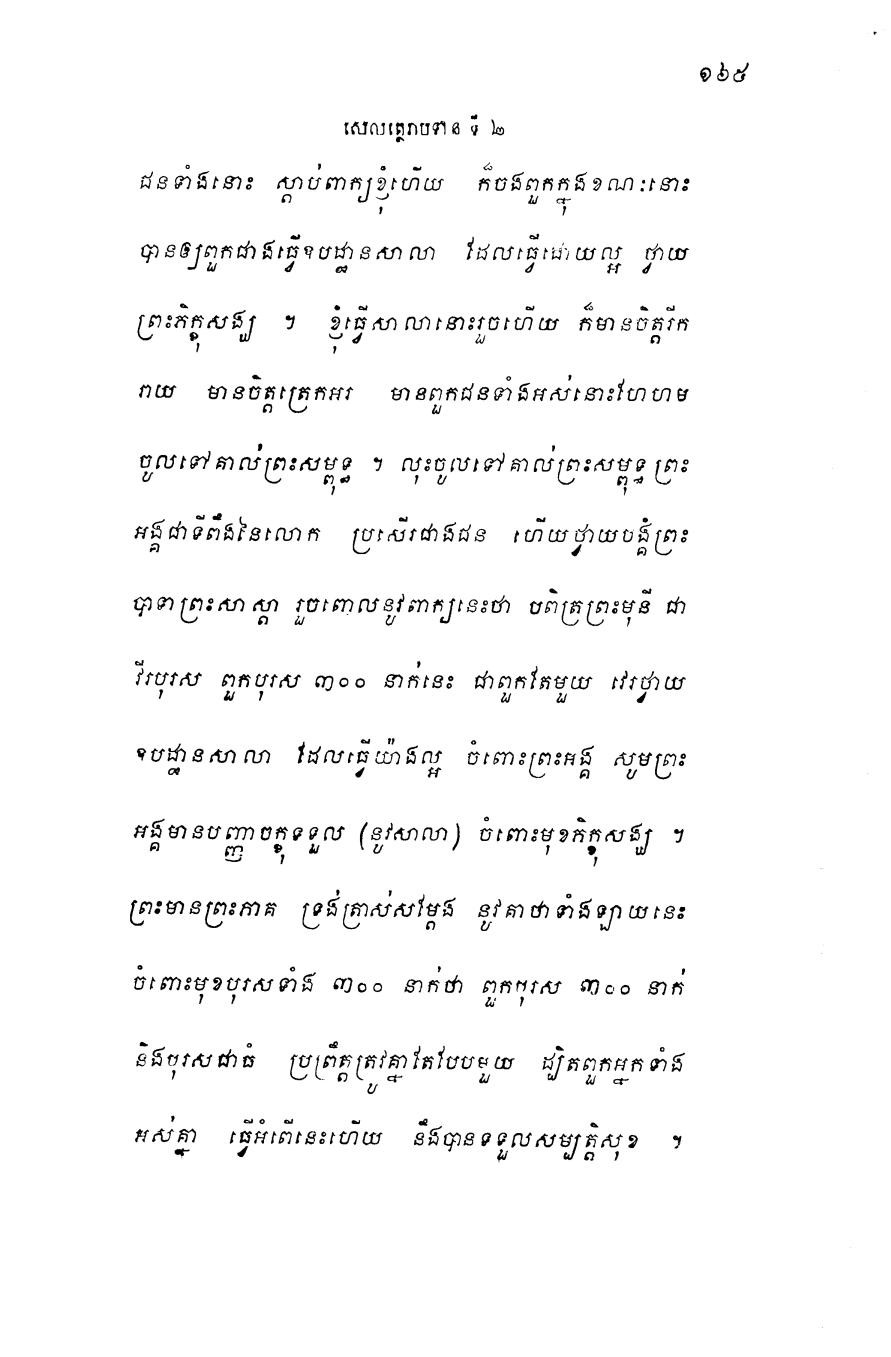 ១៦៥
សេលត្ថេរាបទាន ទី ២
ជនទាំងនោះ ស្តាប់ពាក្យខ្ញុំហើយ ក៏ចងពួកក្នុងខណៈនោះ
បានឲ្យពួកជាងធ្វើឧបដ្ឋានសាលា ដែលធ្វើដោយល្អ ថ្វាយ
ព្រះភិក្ខុសង្ឃ ។ ខ្ញុំធ្វើសាលានោះរួចហើយ ក៏មានចិត្តរីក
រាយ មានចិត្តត្រេកអរ មានពួកជនទាំងអស់នោះហែហម
ចូលទៅគាល់ព្រះសម្ពុទ្ធ ។ លុះចូលទៅគាល់ព្រះសម្ពុទ្ធ ព្រះ
អង្គជាទីពឹងនៃលោក ប្រសើរជាងជន ហើយថ្វាយបង្គំព្រះ
បាទាព្រះសាស្តា រួចពោលនូវពាក្យនេះថា បពិត្រព្រះមុនី ជា
វីរបុរស ពួកបុរស ៣០០ នាក់នេះ ជាពួកតែមួយ វេរថ្វាយ
ឧបដ្ឋានសាលា ដែលធ្វើយ៉ាងល្អ ចំពោះព្រះអង្គ សូមព្រះ
អង្គមានបញ្ញាចក្ខុទទួល (នូវសាលា) ចំពោះមុខភិក្ខុសង្ឃ ។
ព្រះមានព្រះភាគ ទ្រង់ត្រាស់សម្តែង នូវគាថាទាំងឡាយនេះ
ចំពោះមុខបុរសទាំង ៣០០ នាក់ថា ពួកបុរស ៣០០ នាក់
និងបុរសជាធំ ប្រព្រឹត្តត្រូវគ្នាតែបែបមួយ ដ្បិតពួកអ្នកទាំង
អស់គ្នា ធ្វើអំពើនេះហើយ នឹងបានទទួលសម្បត្តិសុខ ។